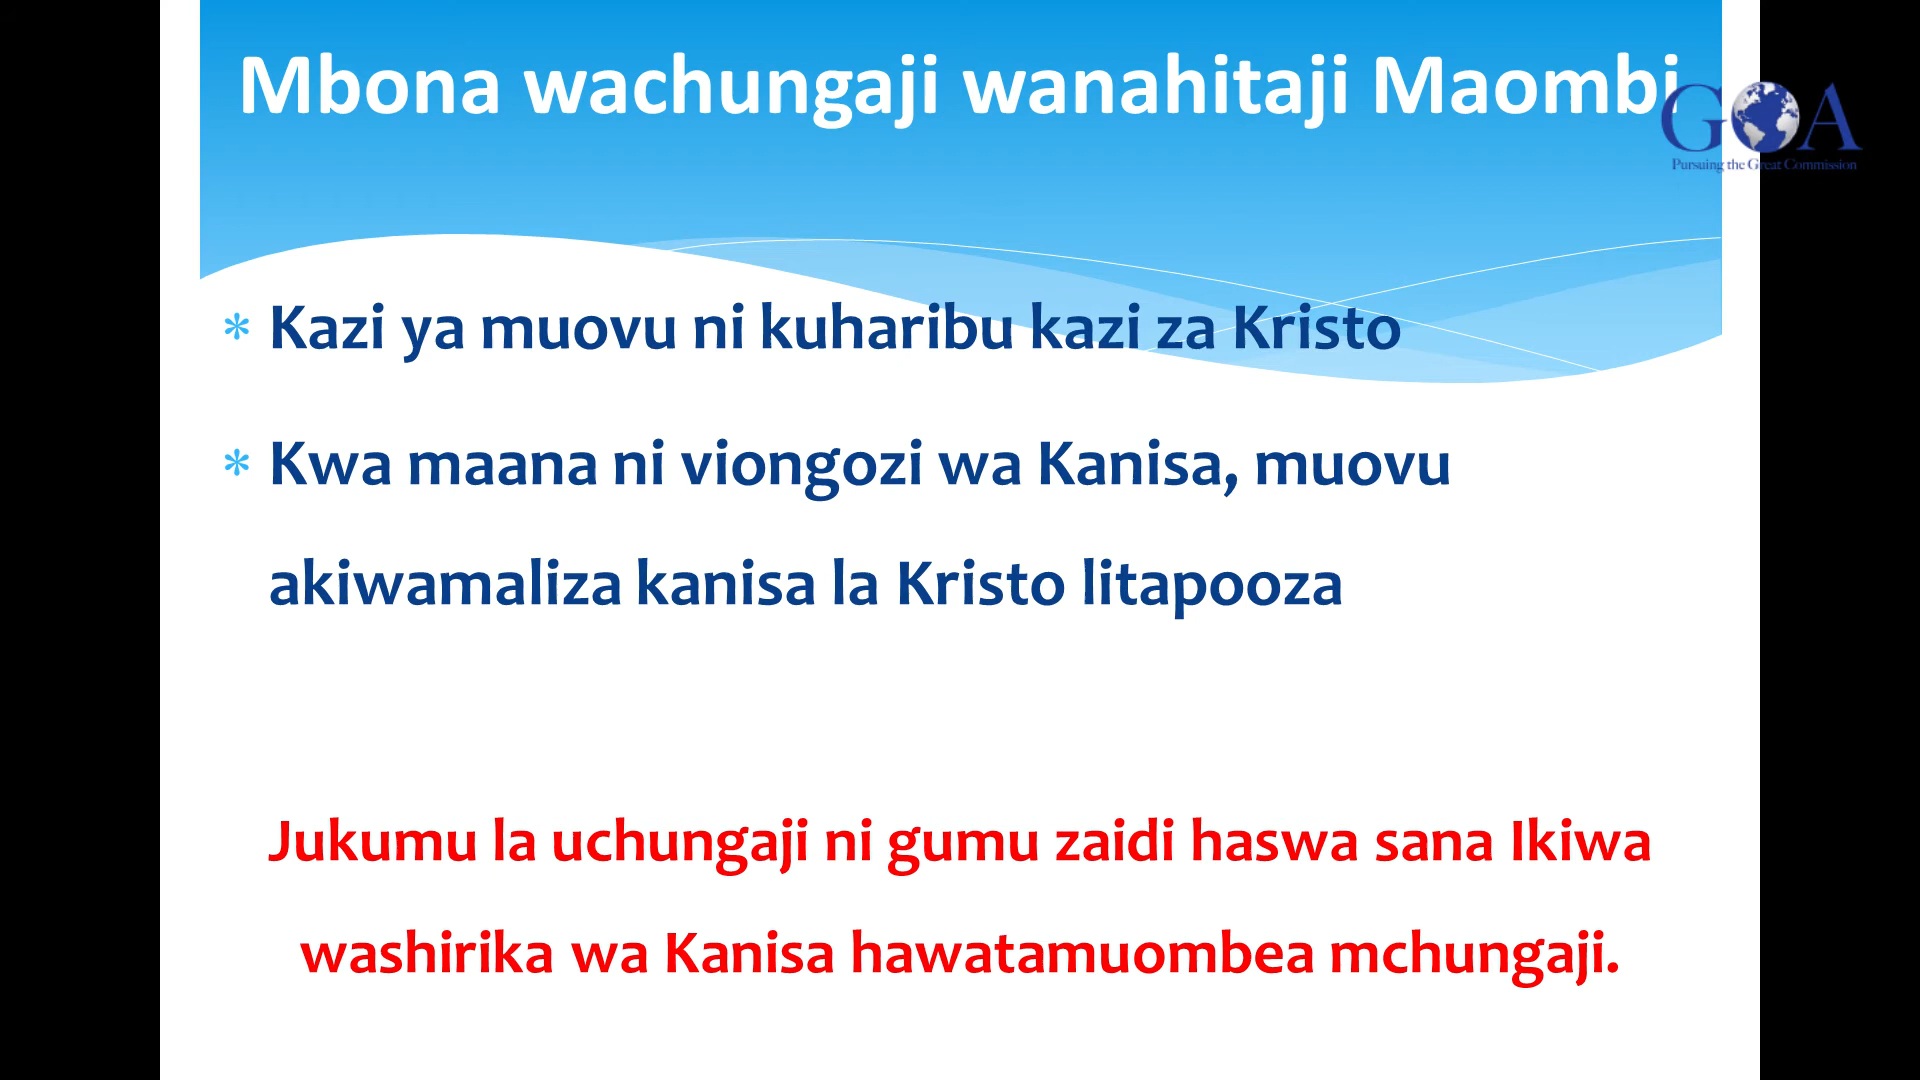 Mbona wachungaji wanahitaji Maombi
GOA
Pursuing the Great Commission
* Kazi ya muovu ni kuharibu kazi za Kristo
* Kwa maana ni viongozi wa Kanisa, muovu
akiwamaliza kanisa la Kristo litapooza
Jukumu la uchungaji ni gumu zaidi haswa sana Ikiwa
washirika wa Kanisa hawatamuombea mchungaji.